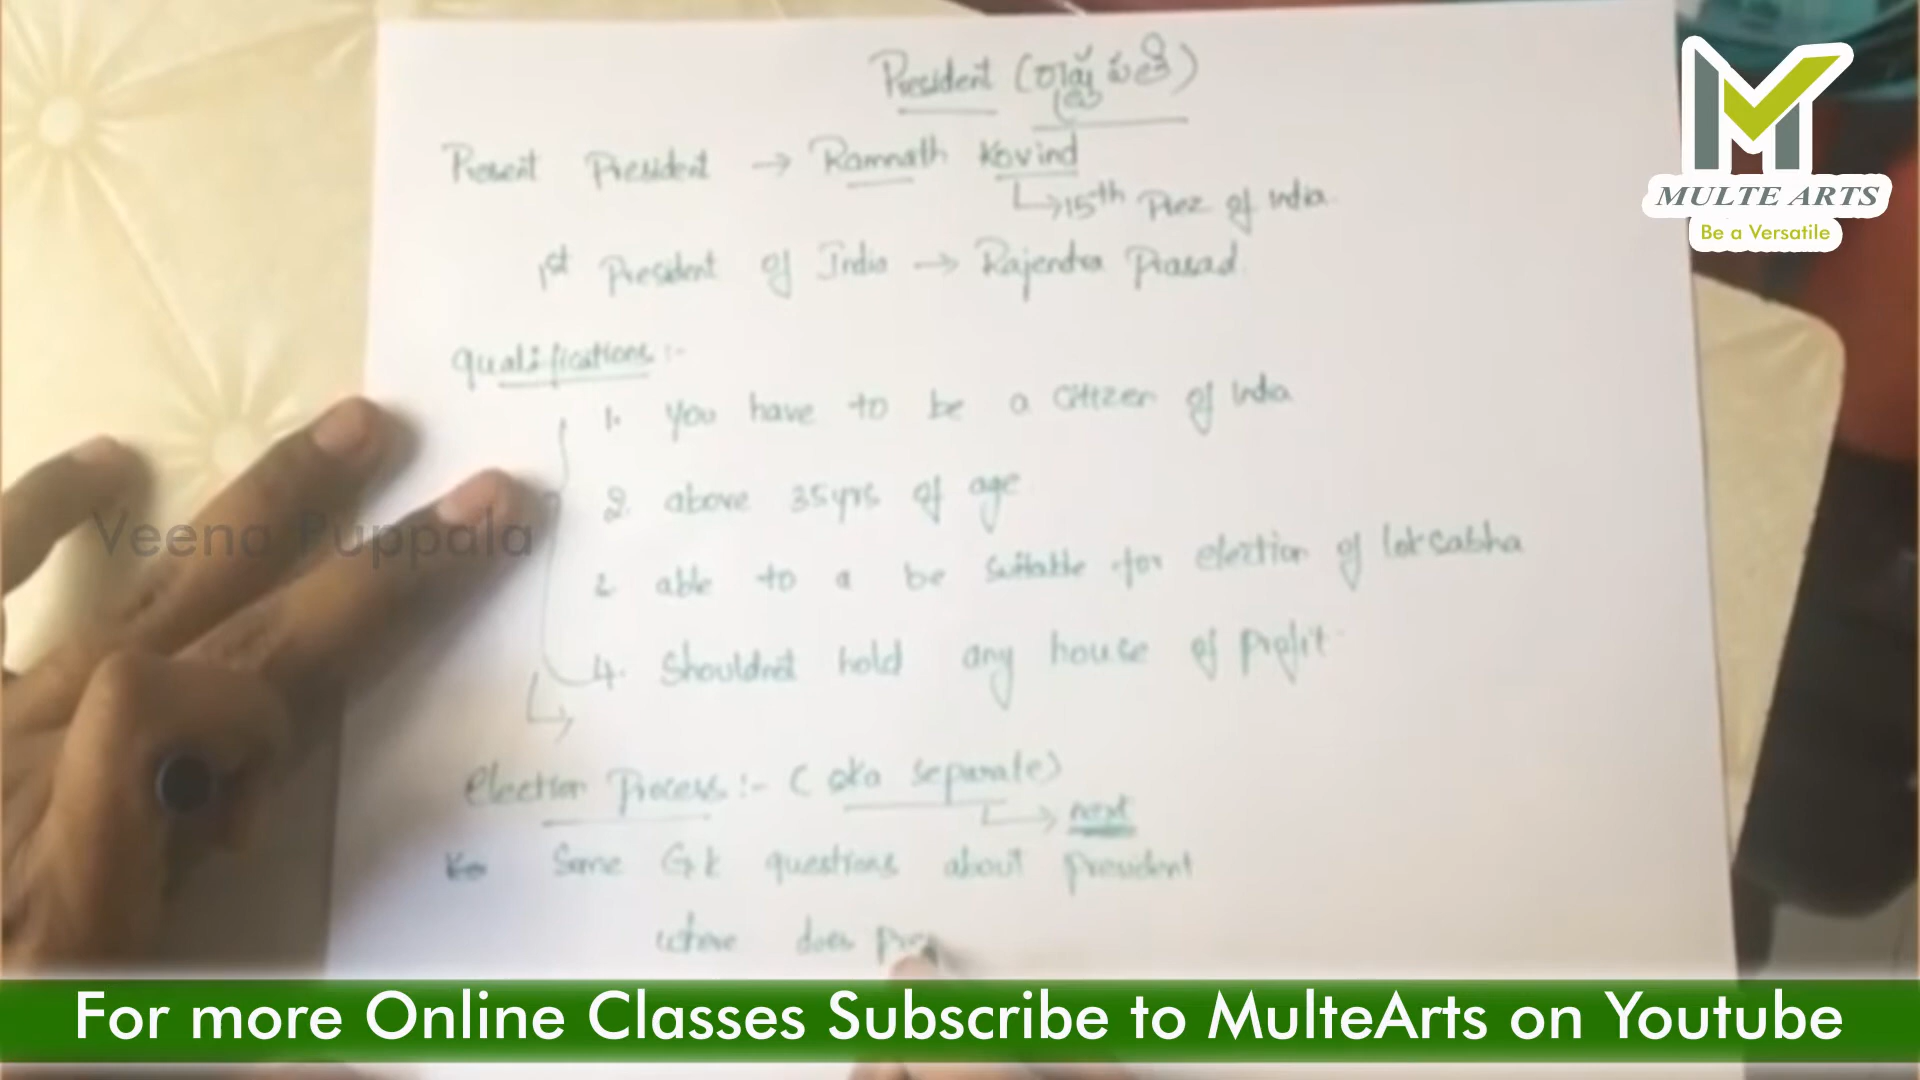 President (రాష్ట్రపతి)
Present President → Ramnath Kovind
↳ 15th Prez of India
1st President of India → Rajendra Prasad
Qualifications :-
1. You have to be a citizen of India
2. above 35yrs of age
able to a be suitable for election of loksabha
4. Shouldn't hold any house of profit
Election Process :- (oka separate)
↳ next
Some Gk questions about president
where does pre
Veena Puppala
MULTE ARTS
Be a Versatile
For more Online Classes Subscribe to MulteArts on Youtube